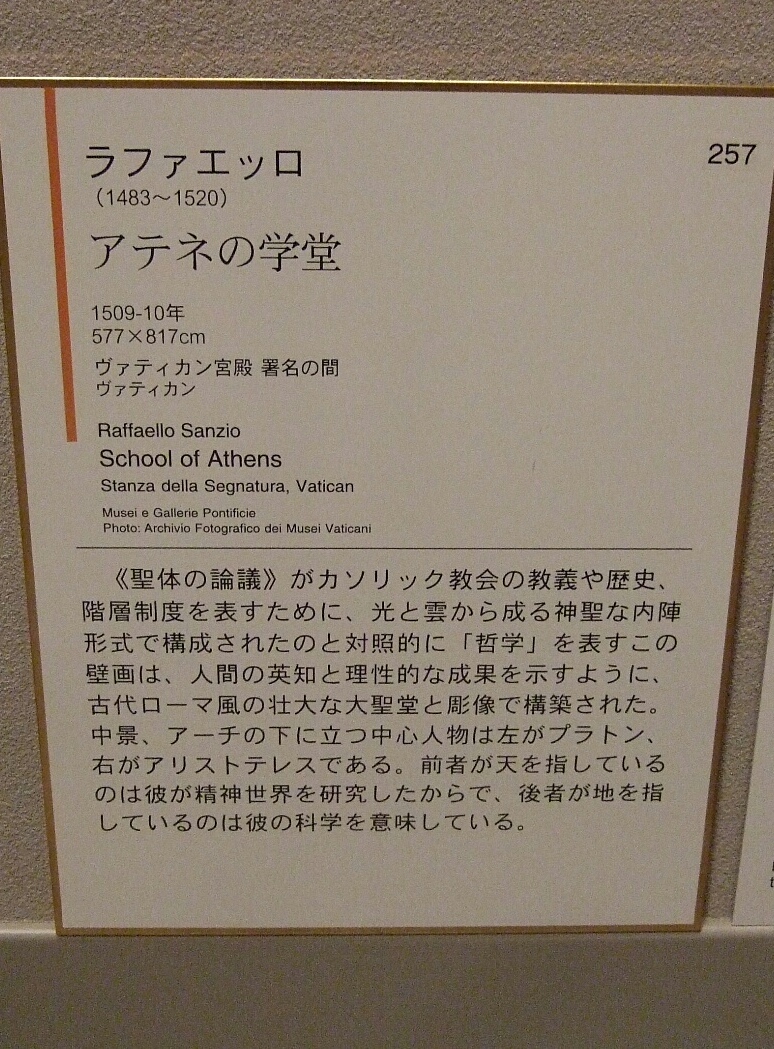 257
ラファエッロ
(1483〜1520)
アテネの学堂
1509-10年
577×817cm
ヴァティカン宮殿 署名の間
ヴァティカン
Raffaello Sanzio
School of Athens
Stanza della Segnatura, Vatican
Musei e Gallerie Pontificie
Photo: Archivio Fotografico dei Musei Vaticani
《聖体の論議》がカソリック教会の教義や歴史、
階層制度を表すために、光と雲から成る神聖な内陣
形式で構成されたのと対照的に「哲学」を表すこの
壁画は、人間の英知と理性的な成果を示すように、
古代ローマ風の壮大な大聖堂と彫像で構築された。
中景、アーチの下に立つ中心人物は左がプラトン、
右がアリストテレスである。前者が天を指している
のは彼が精神世界を研究したからで、後者が地を指
しているのは彼の科学を意味している。